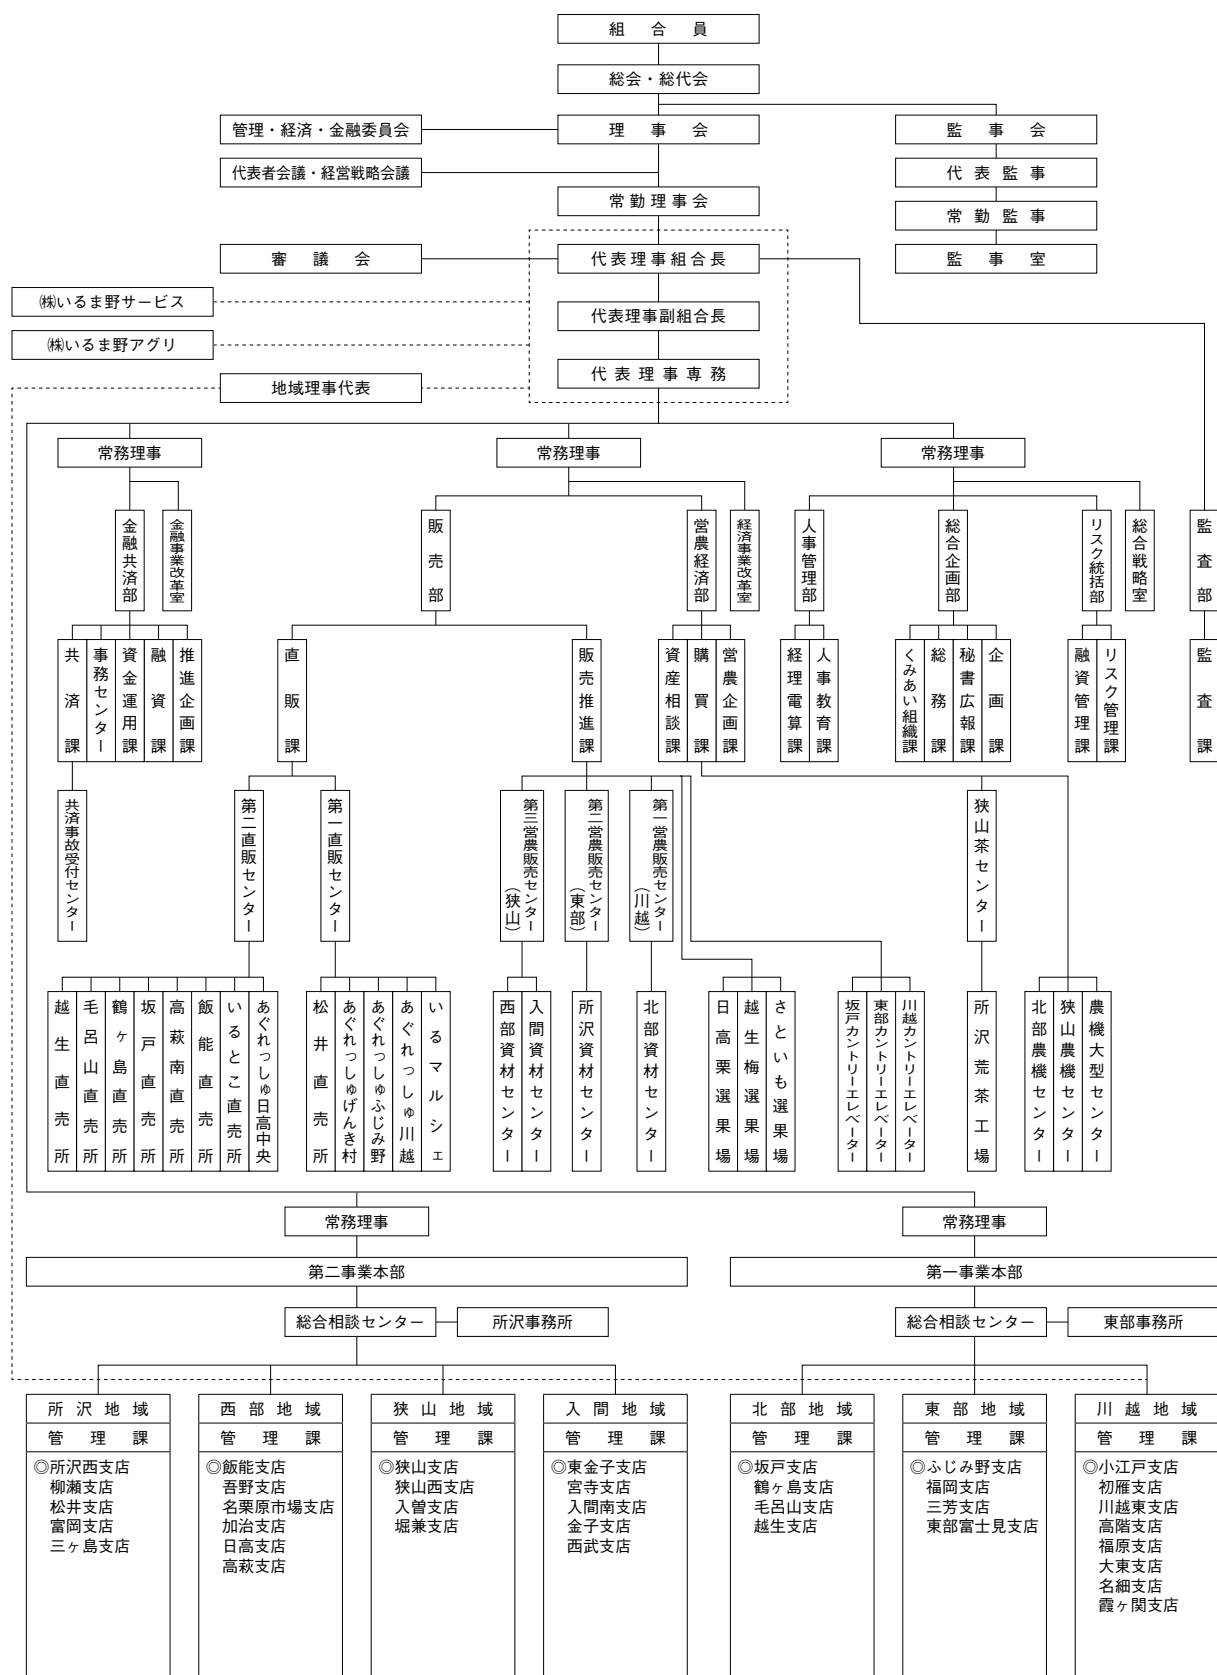 組合員
総会・総代会
管理・経済・金融委員会
理事会
監事会
代表者会議・経営戦略会議
代表監事
常勤理事会
常勤監事
審議会
代表理事組合長
監事室
㈱いるま野サービス
代表理事副組合長
㈱いるま野アグリ
代表理事専務
地域理事代表
常務理事
常務理事
常務理事
金融共済部
金融事業改革室
販売部
営農経済部
経済事業改革室
人事管理部
総合企画部
リスク統括部
総合戦略室
監査部
共済課
事務センター
資金運用課
融資課
推進企画課
直販課
販売推進課
資産相談課
購買課
営農企画課
経理電算課
人事教育課
くみあい組織課
総務課
秘書広報課
企画課
融資管理課
リスク管理課
監査課
共済事故受付センター
第二直販センター
第一直販センター
第三営農販売センター
（狭山）
第二営農販売センター
（東部）
第一営農販売センター
（川越）
狭山茶センター
越生直売所
毛呂山直売所
鶴ヶ島直売所
坂戸直売所
高萩南直売所
飯能直売所
いるとこ直売所
あぐれっしゅ日高中央
松井直売所
あぐれっしゅげんき村
あぐれっしゅふじみ野
あぐれっしゅ川越
いるマルシェ
西部資材センター
入間資材センター
所沢資材センター
北部資材センター
日高栗選果場
越生梅選果場
さといも選果場
坂戸カントリーエレベーター
東部カントリーエレベーター
川越カントリーエレベーター
所沢荒茶工場
北部農機センター
狭山農機センター
農機大型センター
常務理事
常務理事
第二事業本部
第一事業本部
総合相談センター
所沢事務所
総合相談センター
東部事務所
所沢地域
管理課
◎所沢西支店
柳瀬支店
松井支店
富岡支店
三ヶ島支店
西部地域
管理課
◎飯能支店
吾野支店
名栗原市場支店
加治支店
日高支店
高萩支店
狭山地域
管理課
◎狭山支店
狭山西支店
入曽支店
堀兼支店
入間地域
管理課
◎東金子支店
宮寺支店
入間南支店
金子支店
西武支店
北部地域
管理課
◎坂戸支店
鶴ヶ島支店
毛呂山支店
越生支店
東部地域
管理課
◎ふじみ野支店
福岡支店
三芳支店
東部富士見支店
川越地域
管理課
◎小江戸支店
初雁支店
川越東支店
高階支店
福原支店
大東支店
名細支店
霞ヶ関支店